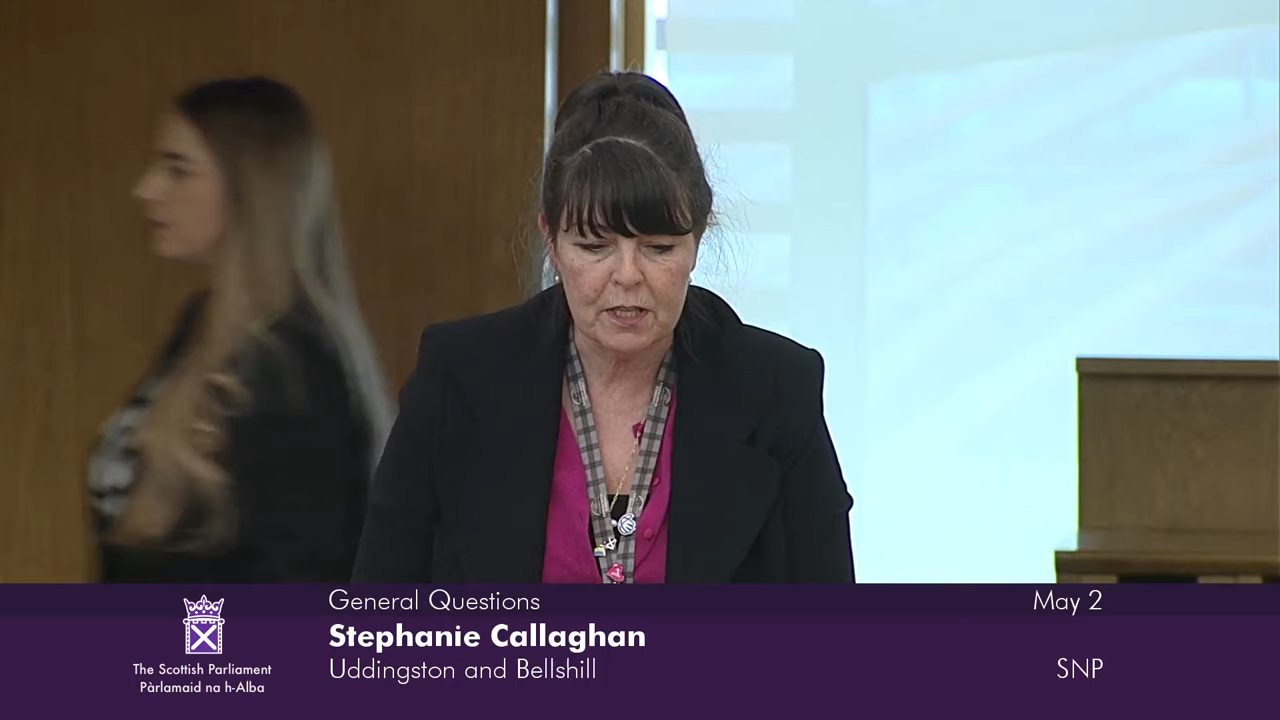 General Questions
May 2
Stephanie Callaghan
Uddingston and Bellshill
SNP
The Scottish Parliament
Pàrlamaid na h-Alba